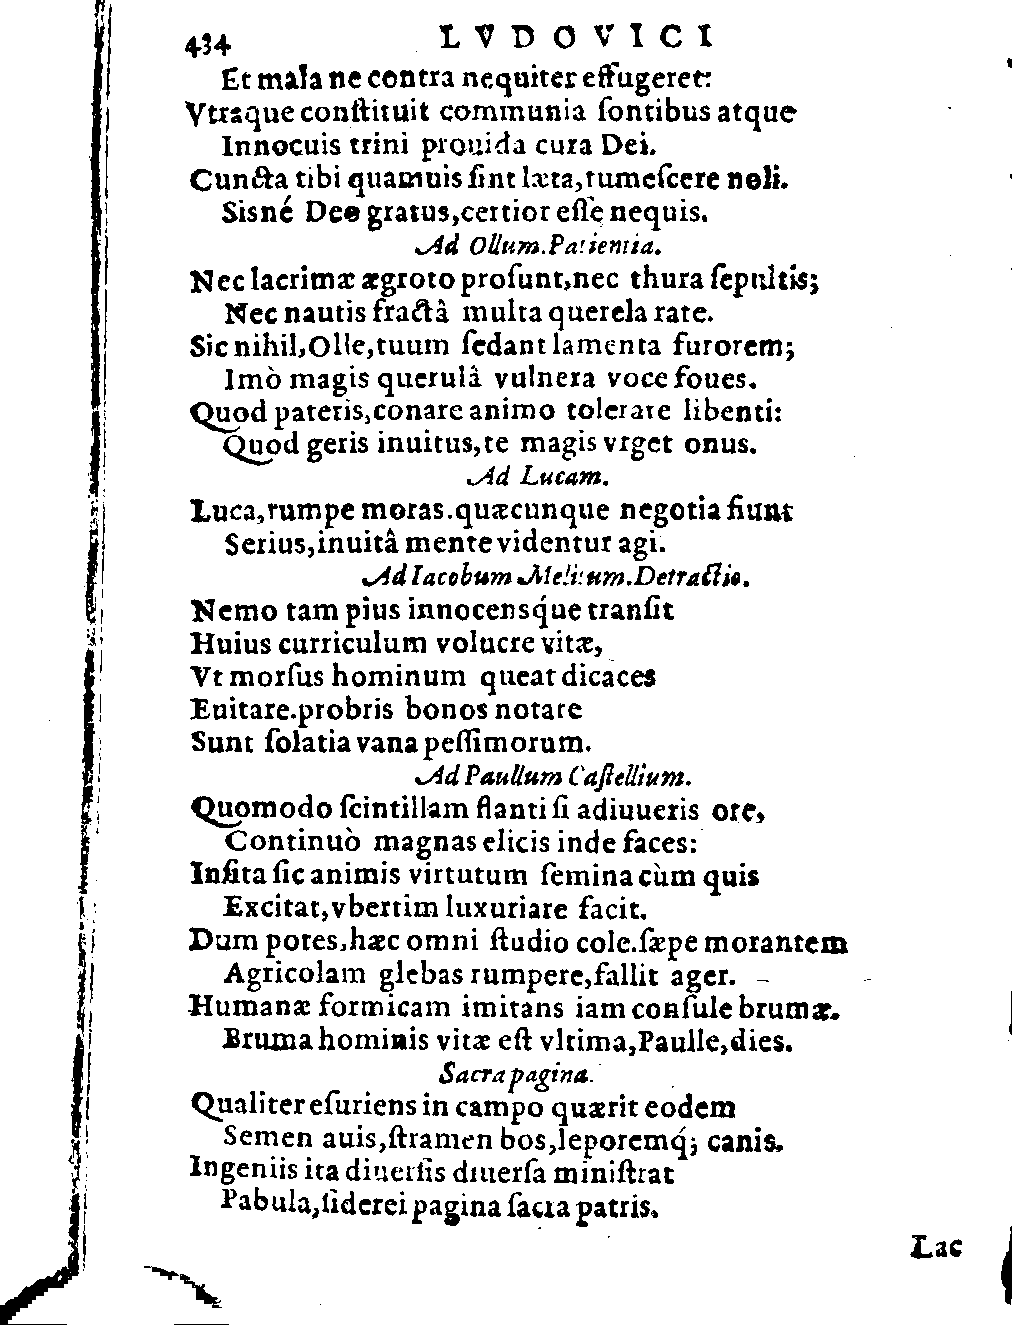 434 LVDOVICI
Et mala ne contra nequiter effugeret:
Vtraque conſtituit communia ſontibus atque
Innocuis trini prouida cura Dei.
Cuncta tibi quamuis ſint læta, tumeſcere noli.
Sisné Deo gratus, certior eſſe nequis.
Ad Ollum. Patientia.
Nec lacrimæ ægroto proſunt, nec thura ſepultis;
Nec nautis fractâ multa querela rate.
Sic nihil, Olle, tuum ſedant lamenta furorem;
Imò magis querulâ vulnera voce foues.
Quod pateris, conare animo tolerare libenti:
Quod geris inuitus, te magis vrget onus.
Ad Lucam.
Luca, rumpe moras. quæcunque negotia fiunt
Serius, inuitâ mente videntur agi.
Ad Iacobum Melitum. Detractio.
Nemo tam pius innocensq́ue tranſit
Huius curriculum volucre vitæ,
Vt morſus hominum queat dicaces
Euitare. probris bonos notare
Sunt ſolatia vana peſſimorum.
Ad Paullum Caſtellium.
Quomodo ſcintillam flanti ſi adiuueris ore,
Continuò magnas elicis inde faces:
Inſita ſic animis virtutum ſemina cùm quis
Excitat, vbertim luxuriare facit.
Dum potes, hæc omni ſtudio cole. ſæpe morantem
Agricolam glebas rumpere, fallit ager.
Humanæ formicam imitans iam conſule brumæ.
Bruma hominis vitæ eſt vltima, Paulle, dies.
Sacra pagina.
Qualiter eſuriens in campo quærit eodem
Semen auis, ſtramen bos, leporemq́; canis.
Ingeniis ita diuerſis diuerſa miniſtrat
Pabula, ſiderei pagina ſacra patris.
Lac